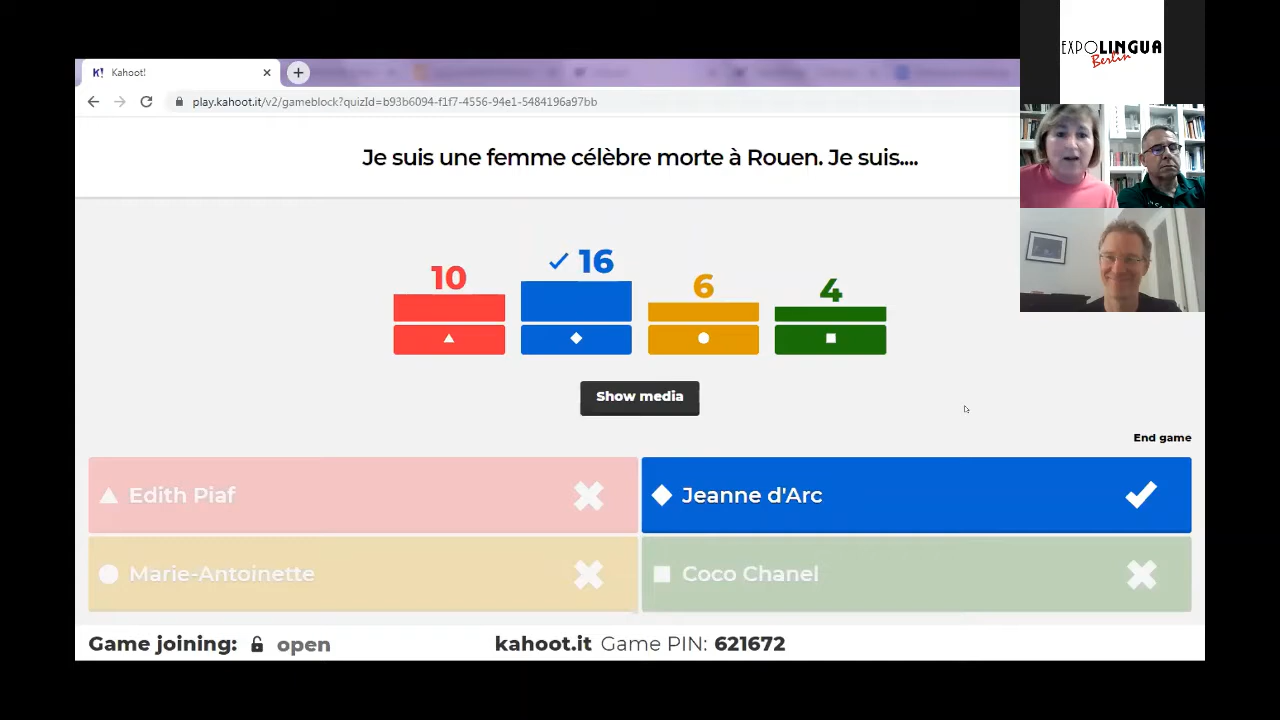 EXPOLINGUA
Berlin
Kahoot!
play.kahoot.it/v2/gameblock?quizId=b93b6094-f1f7-4556-94e1-5484196a97bb
Je suis une femme célèbre morte à Rouen. Je suis....
10
16
6
4
Show media
End game
Edith Piaf
Jeanne d'Arc
Marie-Antoinette
Coco Chanel
Game joining: open
kahoot.it Game PIN: 621672